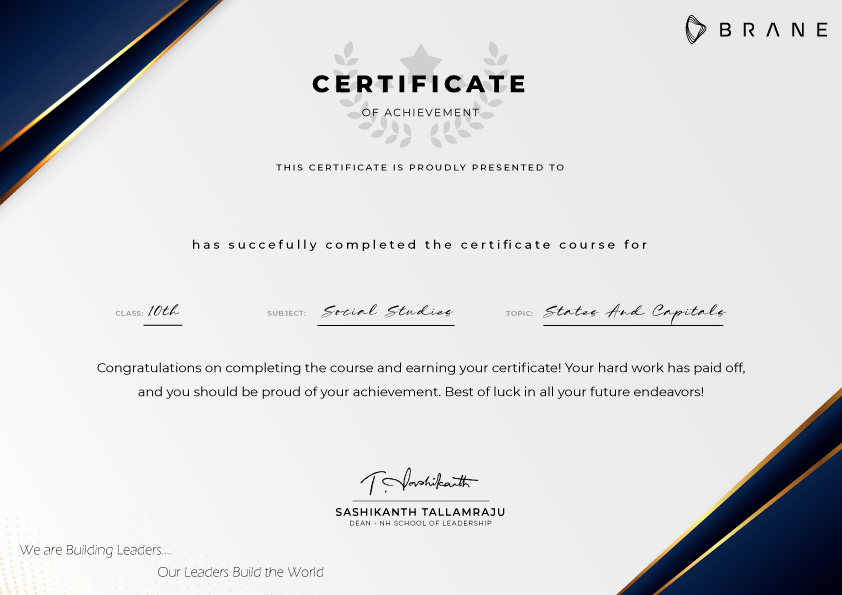 BRANE
CERTIFICATE
OF ACHIEVEMENT
THIS CERTIFICATE IS PROUDLY PRESENTED TO
has succefully completed the certificate course for
CLASS: 10th SUBJECT: Social Studies TOPIC: States And Capitals
Congratulations on completing the course and earning your certificate! Your hard work has paid off,
and you should be proud of your achievement. Best of luck in all your future endeavors!
T. Sashikanth
SASHIKANTH TALLAMRAJU
DEAN - NH SCHOOL OF LEADERSHIP
We are Building Leaders....
Our Leaders Build the World